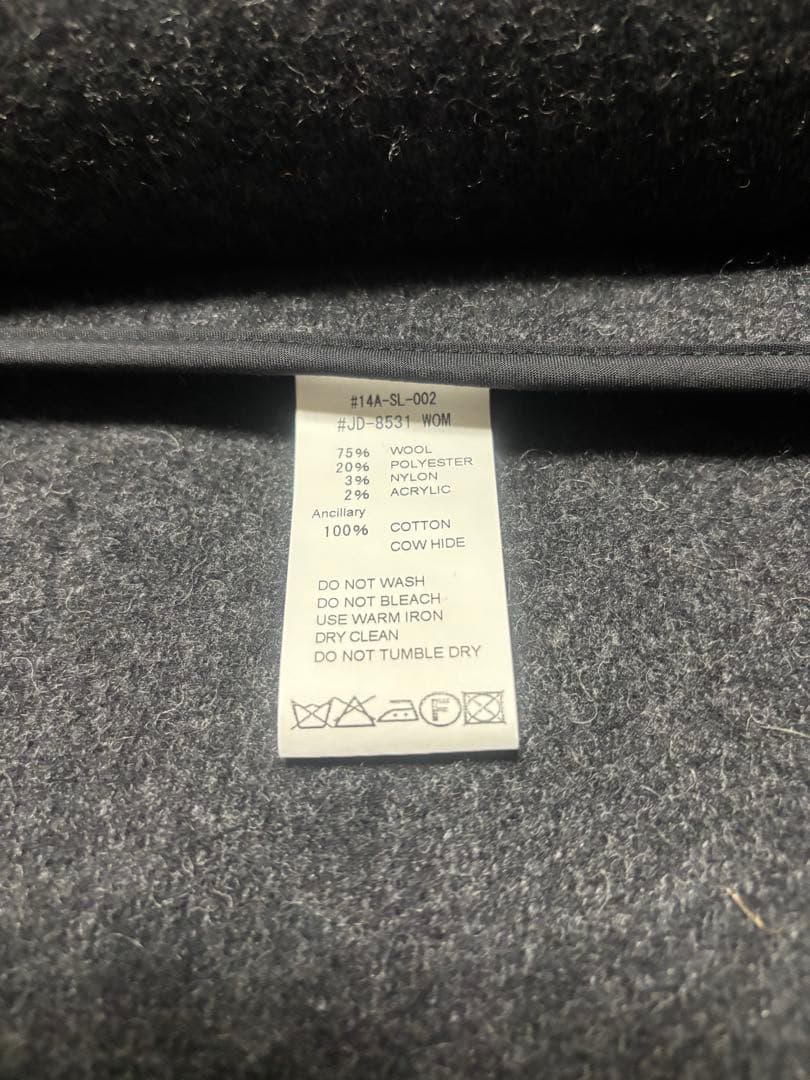 #14A-SL-002
#JD-8531 WOM
75% WOOL
20% POLYESTER
3% NYLON
2% ACRYLIC
Ancillary
100% COTTON
COW HIDE
DO NOT WASH
DO NOT BLEACH
USE WARM IRON
DRY CLEAN
DO NOT TUMBLE DRY
F